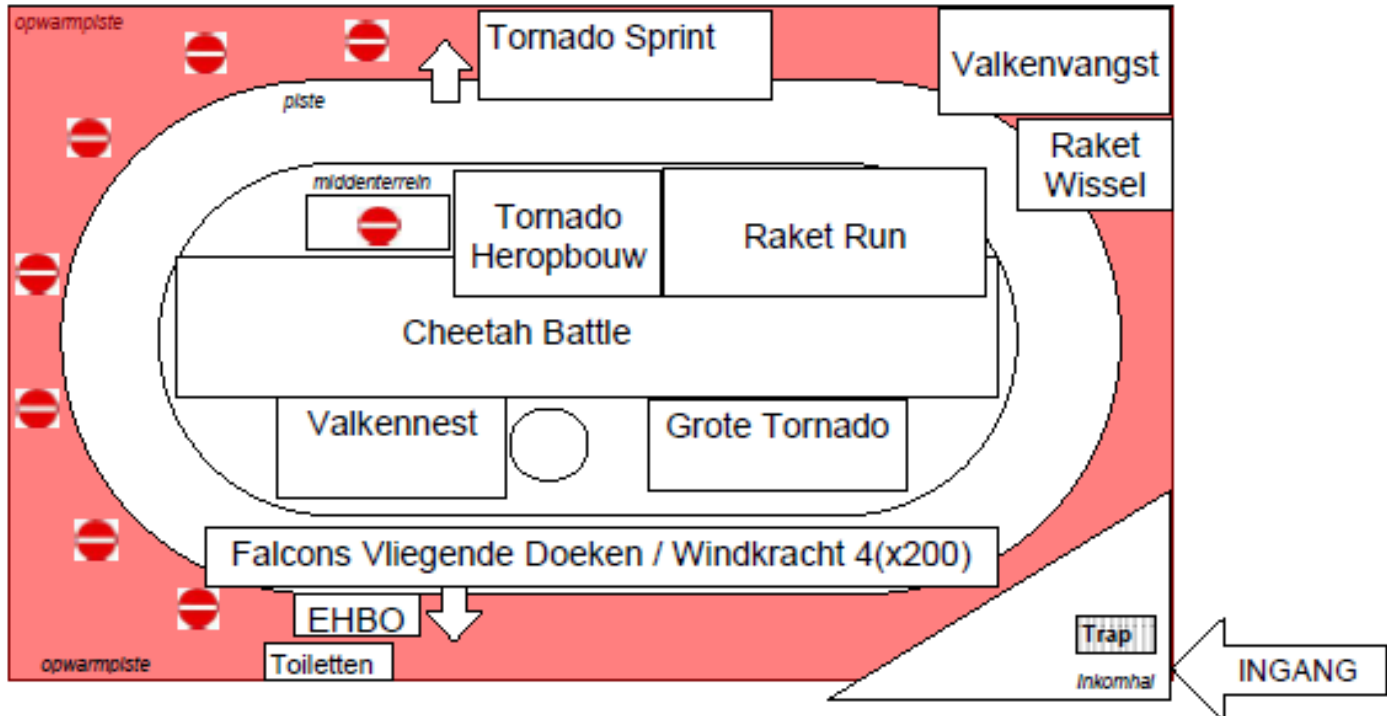 opwarmpiste
Tornado Sprint
Valkenvangst
piste
Raket
Wissel
middenterrein
Tornado
Heropbouw
Raket Run
Cheetah Battle
Valkennest
Grote Tornado
Falcons Vliegende Doeken / Windkracht 4(x200)
EHBO
Trap
opwarmpiste
Toiletten
Inkomhal
INGANG